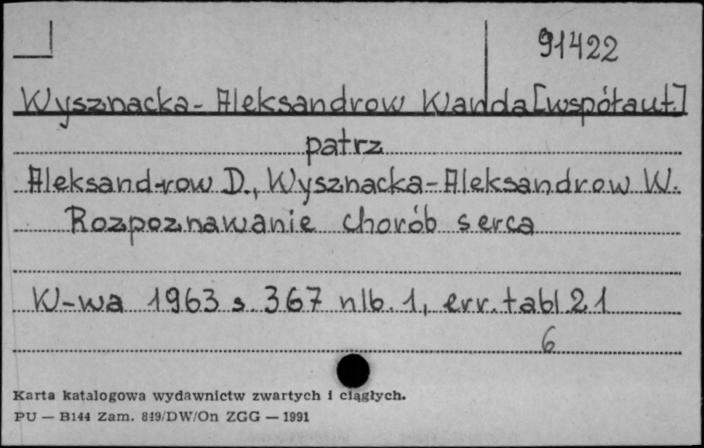 91422
Wysznacka-Aleksandrow Wanda [współaut.]
patrz
Aleksandrow D., Wysznacka-Aleksandrow W.
Rozpoznawanie chorób serca
W-wa 1963 s 367 nlb. 1, err. tabl 21
6
Karta katalogowa wydawnictw zwartych i ciągłych.
PU — B144 Zam. 849/DW/On ZGG — 1991